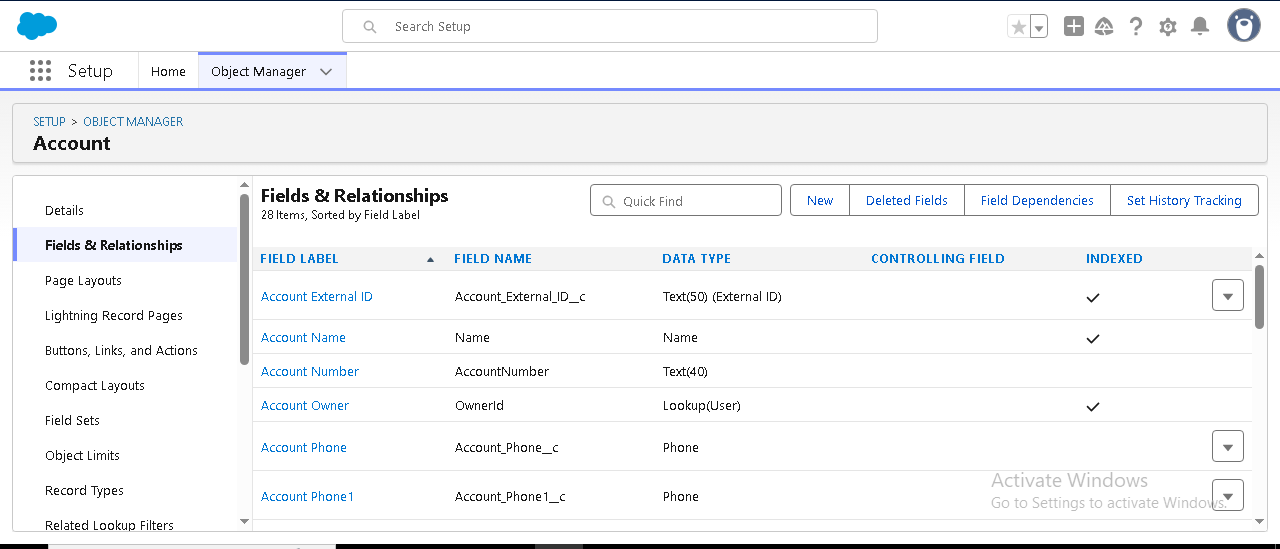 Search Setup
Setup
Home
Object Manager
SETUP > OBJECT MANAGER
Account
Details
Fields & Relationships
Page Layouts
Lightning Record Pages
Buttons, Links, and Actions
Compact Layouts
Field Sets
Object Limits
Record Types
Related Lookup Filters
Fields & Relationships
28 Items, Sorted by Field Label
Quick Find
New
Deleted Fields
Field Dependencies
Set History Tracking
FIELD LABEL FIELD NAME DATA TYPE CONTROLLING FIELD INDEXED
Account External ID Account_External_ID__c Text(50) (External ID)
Account Name Name Name
Account Number AccountNumber Text(40)
Account Owner OwnerId Lookup(User)
Account Phone Account_Phone__c Phone
Account Phone1 Account_Phone1__c Phone
Activate Windows
Go to Settings to activate Windows.